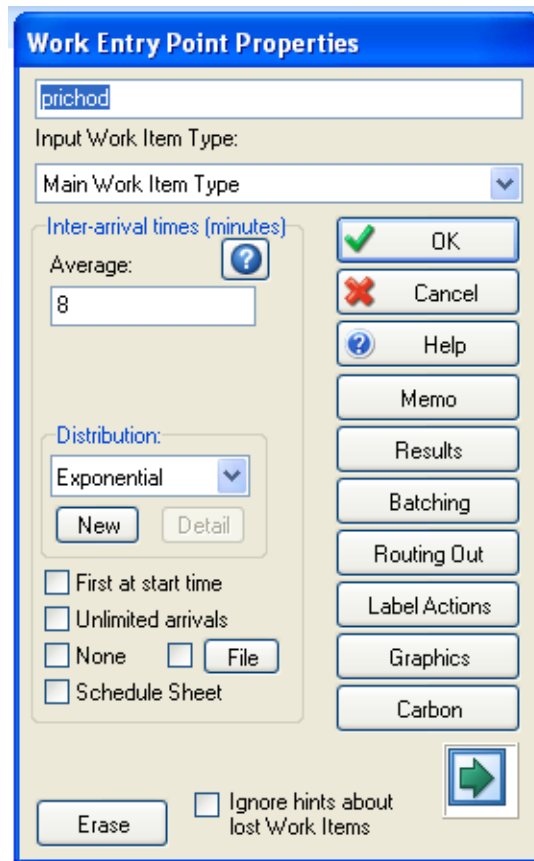 Work Entry Point Properties
prichod
Input Work Item Type:
Main Work Item Type
Inter-arrival times (minutes)
Average:
?
8
Distribution:
Exponential
New
Detail
First at start time
Unlimited arrivals
None
File
Schedule Sheet
OK
Cancel
? Help
Memo
Results
Batching
Routing Out
Label Actions
Graphics
Carbon
Erase
Ignore hints about
lost Work Items